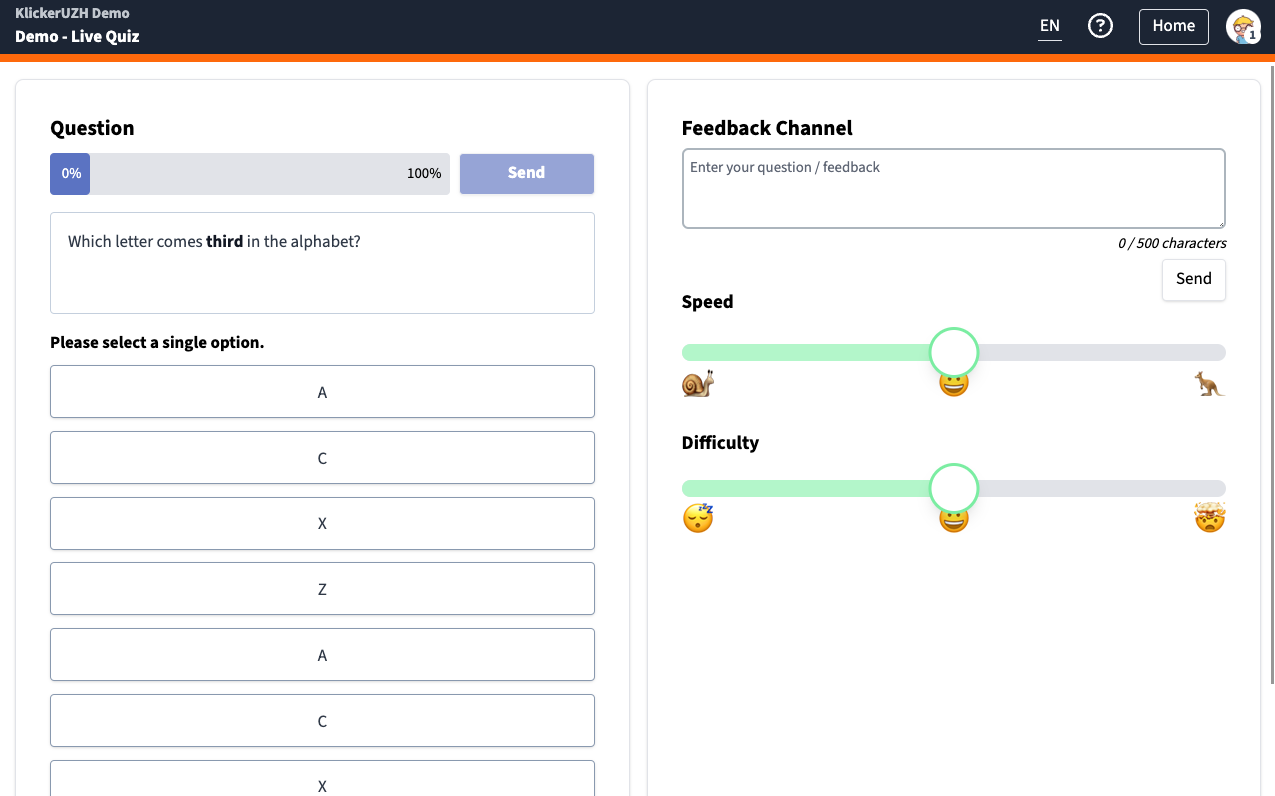 KlickerUZH Demo
Demo - Live Quiz
EN
?
Home
1
Question
0%
100%
Send
Which letter comes third in the alphabet?
Please select a single option.
A
C
X
Z
A
C
X
Feedback Channel
Enter your question / feedback
0 / 500 characters
Send
Speed
Difficulty